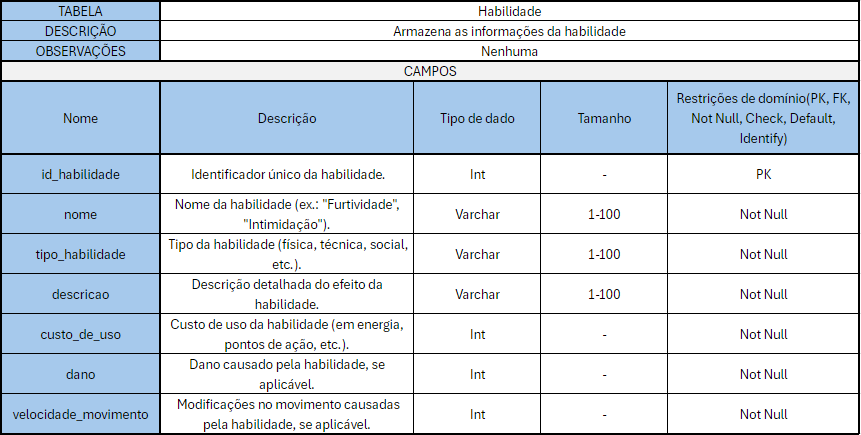 TABELA Habilidade
DESCRIÇÃO Armazena as informações da habilidade
OBSERVAÇÕES Nenhuma
CAMPOS
Nome Descrição Tipo de dado Tamanho Restrições de domínio(PK, FK,
Not Null, Check, Default,
Identify)
id_habilidade Identificador único da habilidade. Int - PK
nome Nome da habilidade (ex.: "Furtividade",
"Intimidação"). Varchar 1-100 Not Null
tipo_habilidade Tipo da habilidade (física, técnica, social,
etc.). Varchar 1-100 Not Null
descricao Descrição detalhada do efeito da
habilidade. Varchar 1-100 Not Null
custo_de_uso Custo de uso da habilidade (em energia,
pontos de ação, etc.). Int - Not Null
dano Dano causado pela habilidade, se
aplicável. Int - Not Null
velocidade_movimento Modificações no movimento causadas
pela habilidade, se aplicável. Int - Not Null